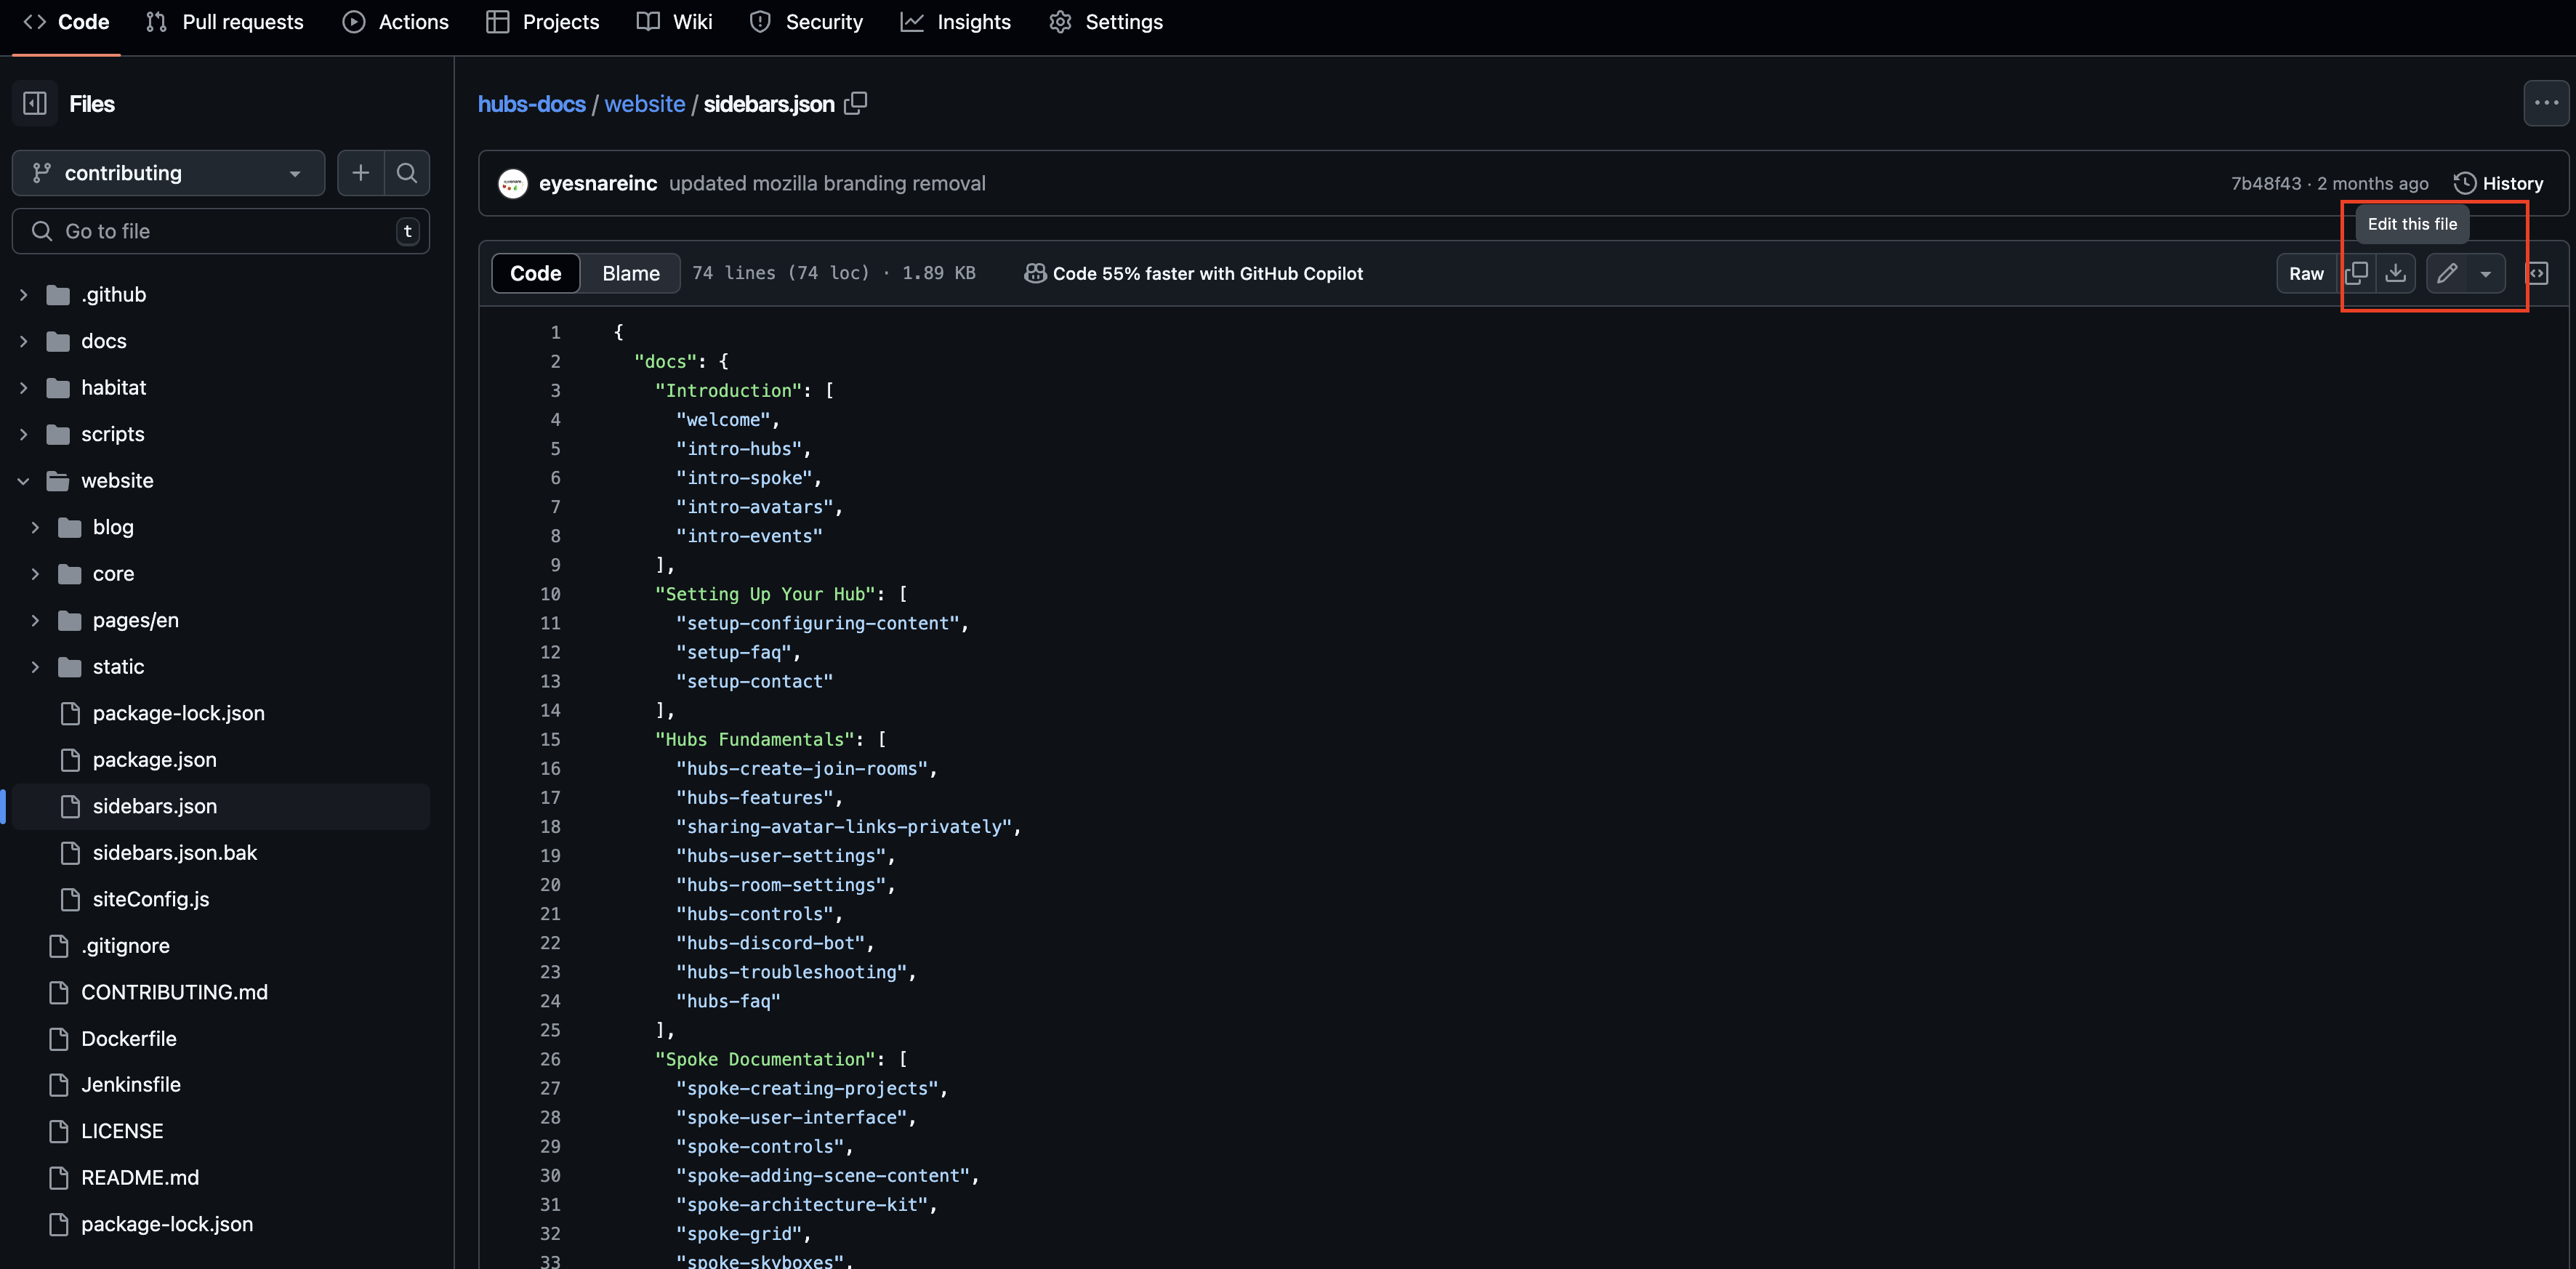 Code Pull requests Actions Projects Wiki Security Insights Settings
Files
contributing
Go to file t
.github
docs
habitat
scripts
website
blog
core
pages/en
static
package-lock.json
package.json
sidebars.json
sidebars.json.bak
siteConfig.js
.gitignore
CONTRIBUTING.md
Dockerfile
Jenkinsfile
LICENSE
README.md
package-lock.json
hubs-docs / website / sidebars.json
eyesnareinc updated mozilla branding removal 7b48f43 · 2 months ago History
Edit this file
Code Blame 74 lines (74 loc) · 1.89 KB Code 55% faster with GitHub Copilot Raw
1 {
2 "docs": {
3 "Introduction": [
4 "welcome",
5 "intro-hubs",
6 "intro-spoke",
7 "intro-avatars",
8 "intro-events"
9 ],
10 "Setting Up Your Hub": [
11 "setup-configuring-content",
12 "setup-faq",
13 "setup-contact"
14 ],
15 "Hubs Fundamentals": [
16 "hubs-create-join-rooms",
17 "hubs-features",
18 "sharing-avatar-links-privately",
19 "hubs-user-settings",
20 "hubs-room-settings",
21 "hubs-controls",
22 "hubs-discord-bot",
23 "hubs-troubleshooting",
24 "hubs-faq"
25 ],
26 "Spoke Documentation": [
27 "spoke-creating-projects",
28 "spoke-user-interface",
29 "spoke-controls",
30 "spoke-adding-scene-content",
31 "spoke-architecture-kit",
32 "spoke-grid",
33 "spoke-skyboxes",